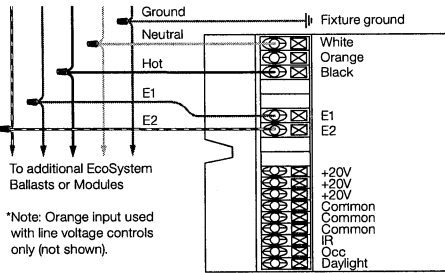 Ground
Fixture ground
Neutral
White
Orange
Hot
Black
E1
E1
E2
E2
To additional EcoSystem
Ballasts or Modules
*Note: Orange input used
with line voltage controls
only (not shown).
+20V
+20V
+20V
Common
Common
Common
IR
Occ
Daylight